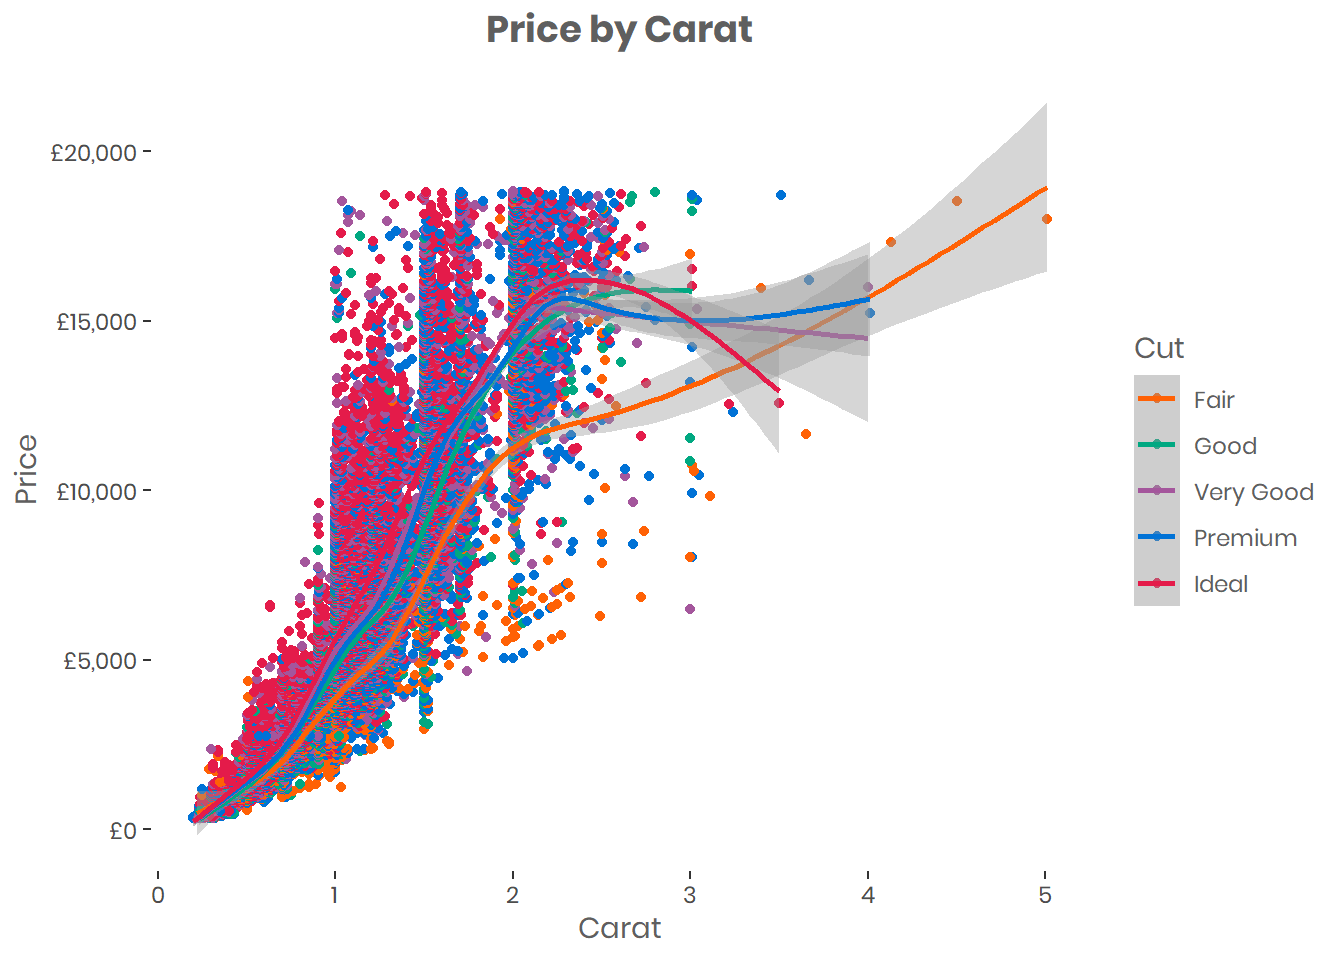 Price by Carat
£20,000
£15,000
£10,000
£5,000
£0
Price
0 1 2 3 4 5
Carat
Cut
Fair
Good
Very Good
Premium
Ideal